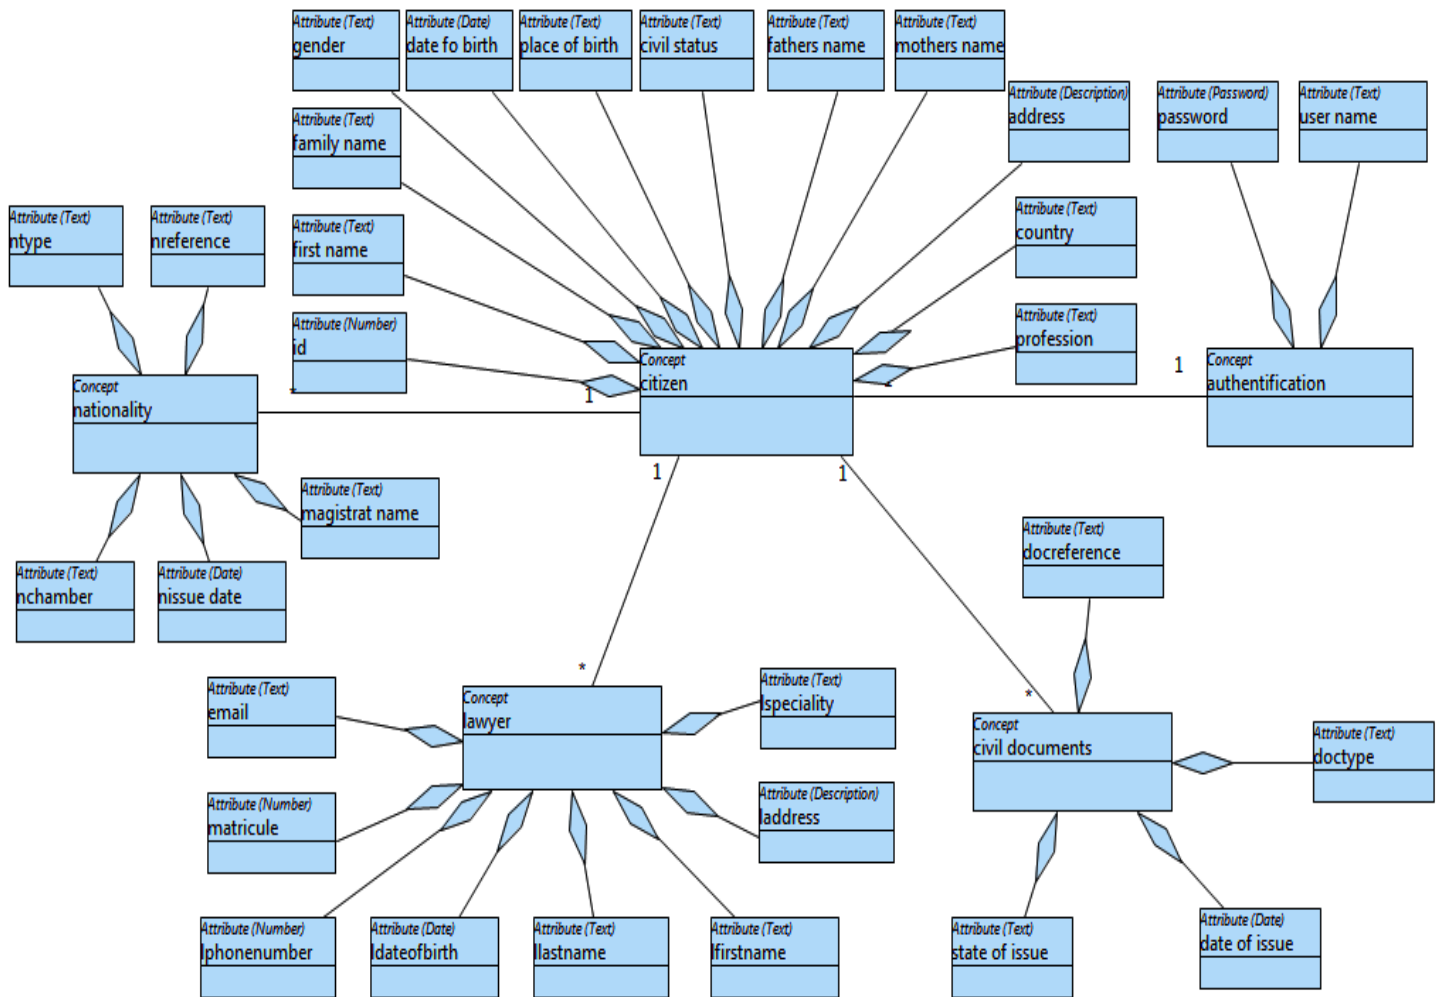 Attribute (Text)
gender
Attribute (Date)
date fo birth
Attribute (Text)
place of birth
Attribute (Text)
civil status
Attribute (Text)
fathers name
Attribute (Text)
mothers name
Attribute (Description)
address
Attribute (Password)
password
Attribute (Text)
user name
Attribute (Text)
family name
Attribute (Text)
ntype
Attribute (Text)
nreference
Attribute (Text)
first name
Attribute (Text)
country
Attribute (Number)
id
Attribute (Text)
profession
Concept
nationality
*
1
Concept
citizen
1
Concept
authentification
1
1
Attribute (Text)
magistrat name
Attribute (Text)
nchamber
Attribute (Date)
nissue date
Attribute (Text)
docreference
*
*
Attribute (Text)
email
Concept
lawyer
Attribute (Text)
lspeciality
Concept
civil documents
Attribute (Text)
doctype
Attribute (Number)
matricule
Attribute (Description)
laddress
Attribute (Number)
lphonenumber
Attribute (Date)
ldateofbirth
Attribute (Text)
llastname
Attribute (Text)
lfirstname
Attribute (Text)
state of issue
Attribute (Date)
date of issue